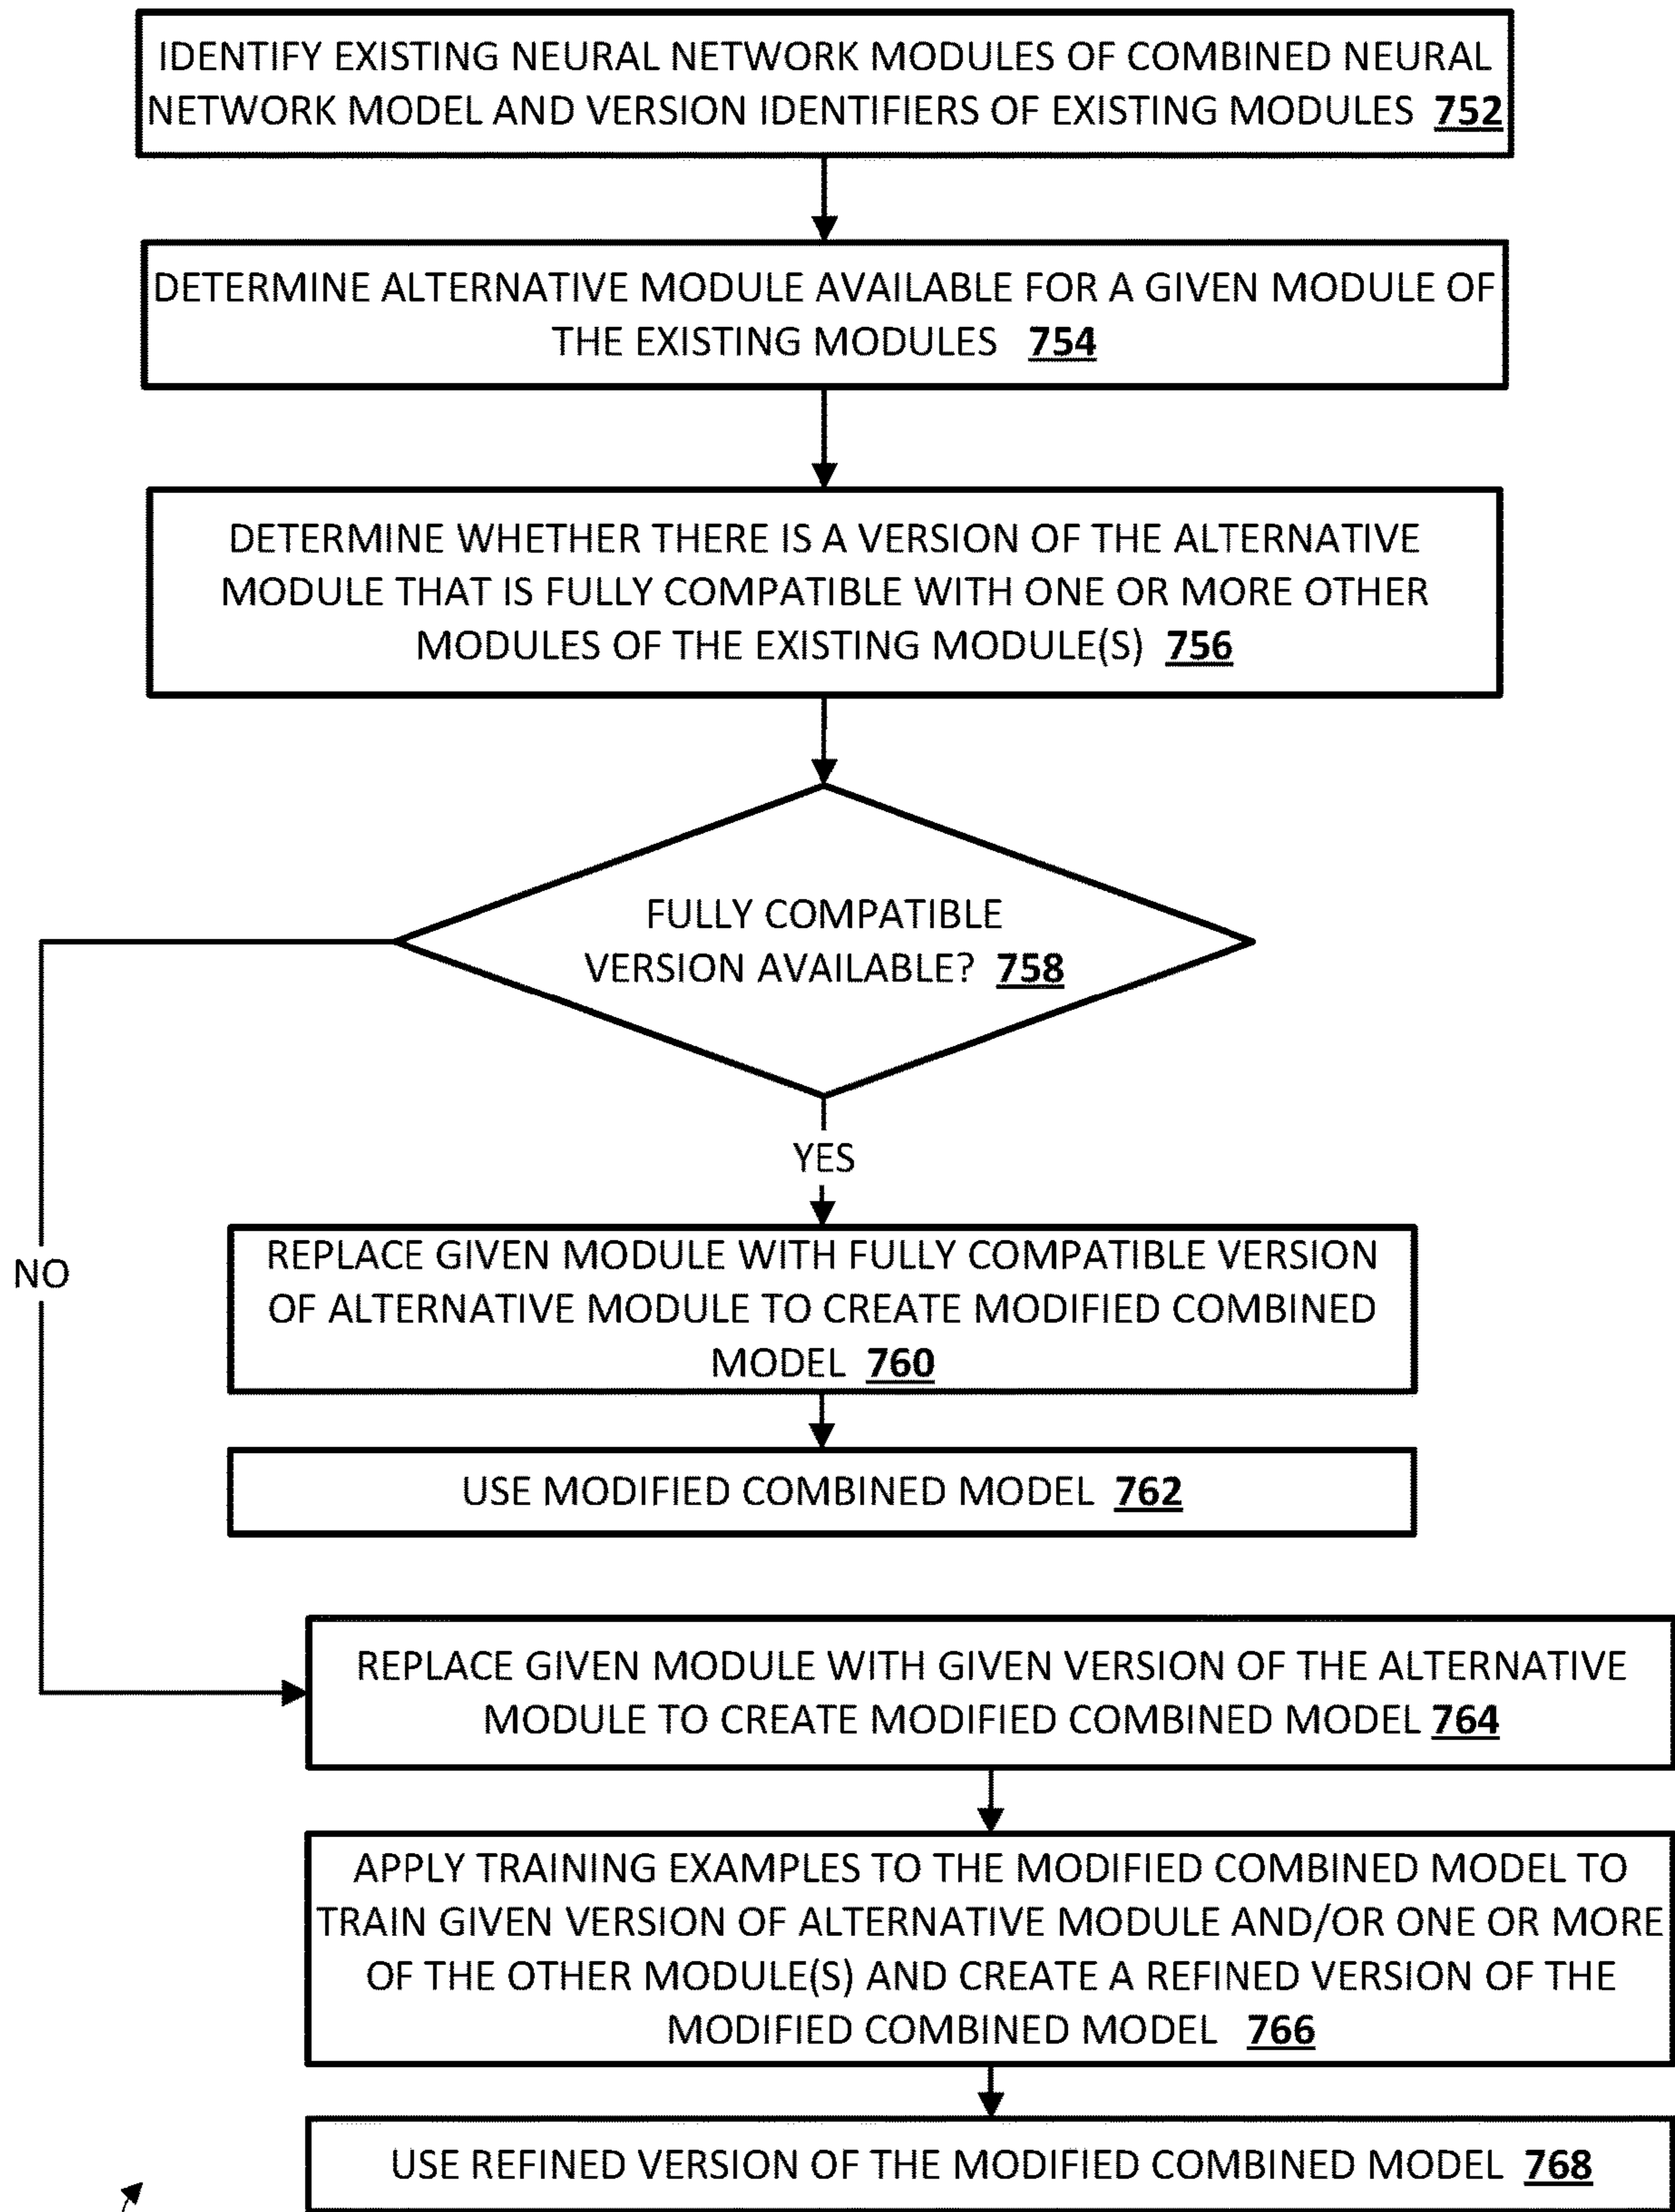 IDENTIFY EXISTING NEURAL NETWORK MODULES OF COMBINED NEURAL
NETWORK MODEL AND VERSION IDENTIFIERS OF EXISTING MODULES 752
DETERMINE ALTERNATIVE MODULE AVAILABLE FOR A GIVEN MODULE OF
THE EXISTING MODULES 754
DETERMINE WHETHER THERE IS A VERSION OF THE ALTERNATIVE
MODULE THAT IS FULLY COMPATIBLE WITH ONE OR MORE OTHER
MODULES OF THE EXISTING MODULE(S) 756
FULLY COMPATIBLE
VERSION AVAILABLE? 758
YES
NO
REPLACE GIVEN MODULE WITH FULLY COMPATIBLE VERSION
OF ALTERNATIVE MODULE TO CREATE MODIFIED COMBINED
MODEL 760
USE MODIFIED COMBINED MODEL 762
REPLACE GIVEN MODULE WITH GIVEN VERSION OF THE ALTERNATIVE
MODULE TO CREATE MODIFIED COMBINED MODEL 764
APPLY TRAINING EXAMPLES TO THE MODIFIED COMBINED MODEL TO
TRAIN GIVEN VERSION OF ALTERNATIVE MODULE AND/OR ONE OR MORE
OF THE OTHER MODULE(S) AND CREATE A REFINED VERSION OF THE
MODIFIED COMBINED MODEL 766
USE REFINED VERSION OF THE MODIFIED COMBINED MODEL 768